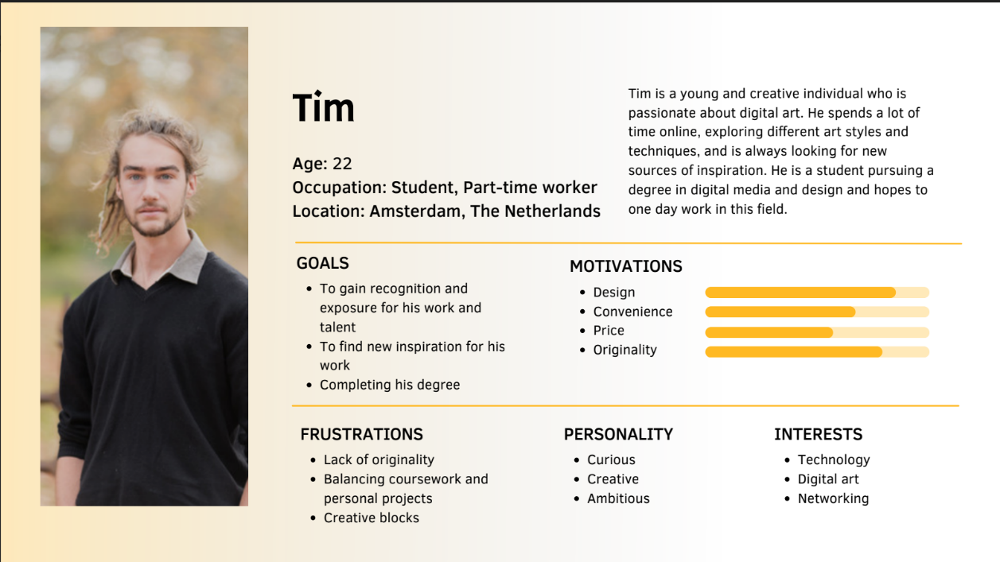 Tim
Age: 22
Occupation: Student, Part-time worker
Location: Amsterdam, The Netherlands
Tim is a young and creative individual who is
passionate about digital art. He spends a lot of
time online, exploring different art styles and
techniques, and is always looking for new
sources of inspiration. He is a student pursuing a
degree in digital media and design and hopes to
one day work in this field.
GOALS
• To gain recognition and
exposure for his work and
talent
• To find new inspiration for his
work
• Completing his degree
MOTIVATIONS
• Design
• Convenience
• Price
• Originality
FRUSTRATIONS
• Lack of originality
• Balancing coursework and
personal projects
• Creative blocks
PERSONALITY
• Curious
• Creative
• Ambitious
INTERESTS
• Technology
• Digital art
• Networking